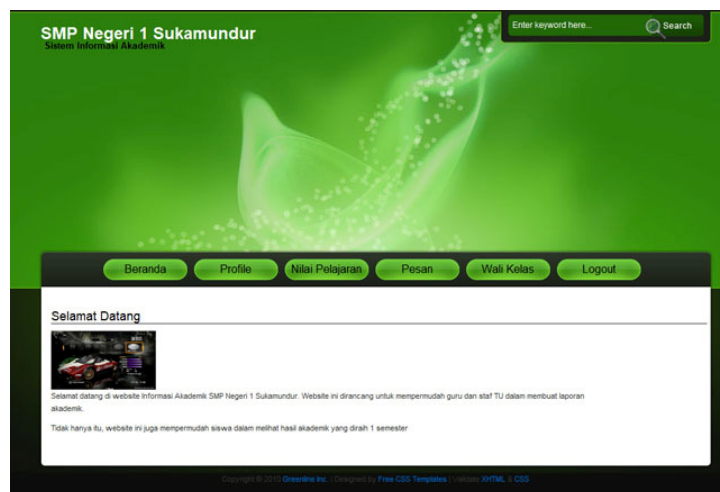 SMP Negeri 1 Sukamundur
Sistem Informasi Akademik
Enter keyword here...
Search
Beranda
Profile
Nilai Pelajaran
Pesan
Wali Kelas
Logout
Selamat Datang
Selamat datang di website Informasi Akademik SMP Negeri 1 Sukamundur. Website ini dirancang untuk mempermudah guru dan staf TU dalam membuat laporan
akademik.
Tidak hanya itu, website ini juga mempermudah siswa dalam melihat hasil akademik yang diraih 1 semester
Copyright © 2010 Greenline Inc. | Designed by Free CSS Templates | Validate XHTML & CSS